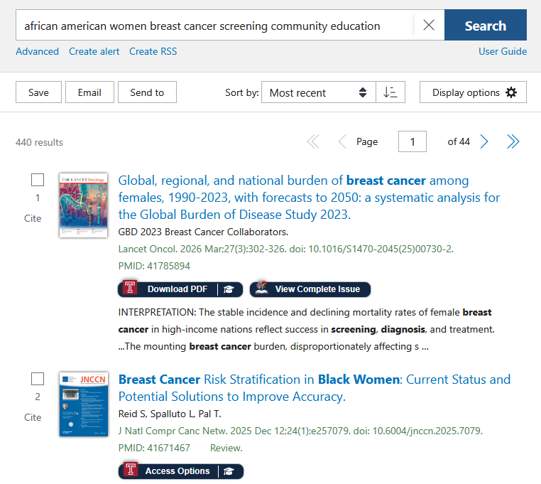 african american women breast cancer screening community education
Search
Advanced Create alert Create RSS User Guide
Save Email Send to Sort by: Most recent Display options
440 results Page 1 of 44
1
Cite
Global, regional, and national burden of breast cancer among
females, 1990-2023, with forecasts to 2050: a systematic analysis for
the Global Burden of Disease Study 2023.
GBD 2023 Breast Cancer Collaborators.
Lancet Oncol. 2026 Mar;27(3):302-326. doi: 10.1016/S1470-2045(25)00730-2.
PMID: 41785894
Download PDF View Complete Issue
INTERPRETATION: The stable incidence and declining mortality rates of female breast
cancer in high-income nations reflect success in screening, diagnosis, and treatment.
...The mounting breast cancer burden, disproportionately affecting s ...
2
Cite
JNCCN
Breast Cancer Risk Stratification in Black Women: Current Status and
Potential Solutions to Improve Accuracy.
Reid S, Spalluto L, Pal T.
J Natl Compr Canc Netw. 2025 Dec 12;24(1):e257079. doi: 10.6004/jnccn.2025.7079.
PMID: 41671467 Review.
Access Options